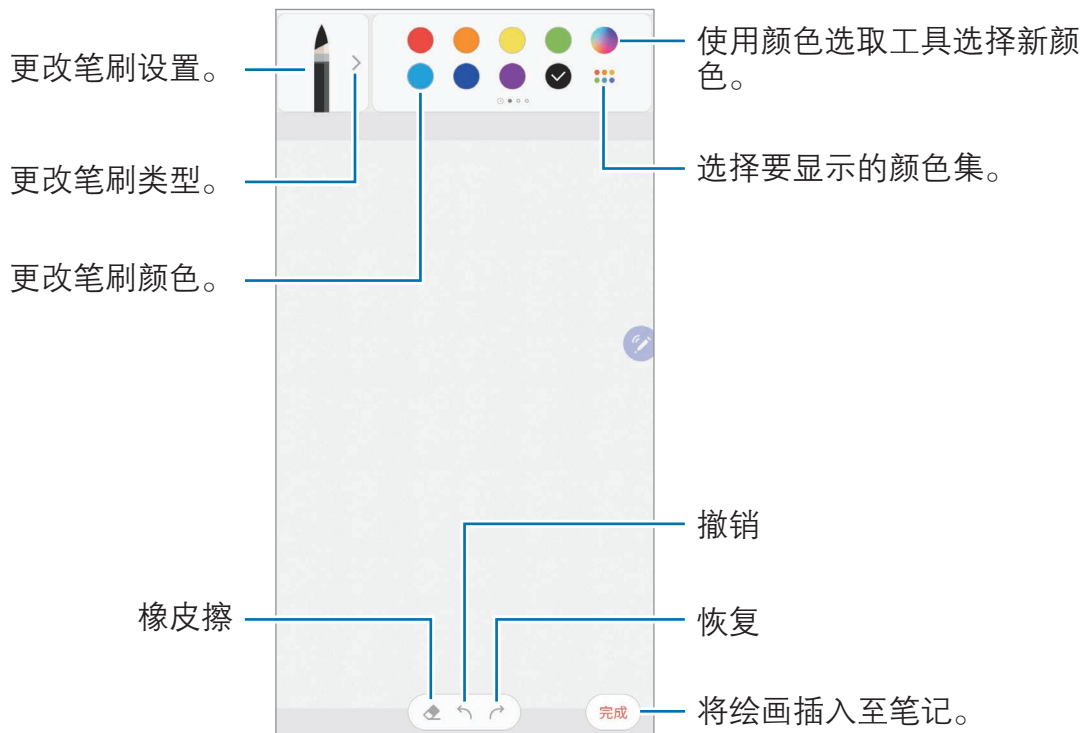 更改笔刷设置。
使用颜色选取工具选择新颜
色。
更改笔刷类型。
选择要显示的颜色集。
更改笔刷颜色。
撤销
橡皮擦
恢复
完成
将绘画插入至笔记。